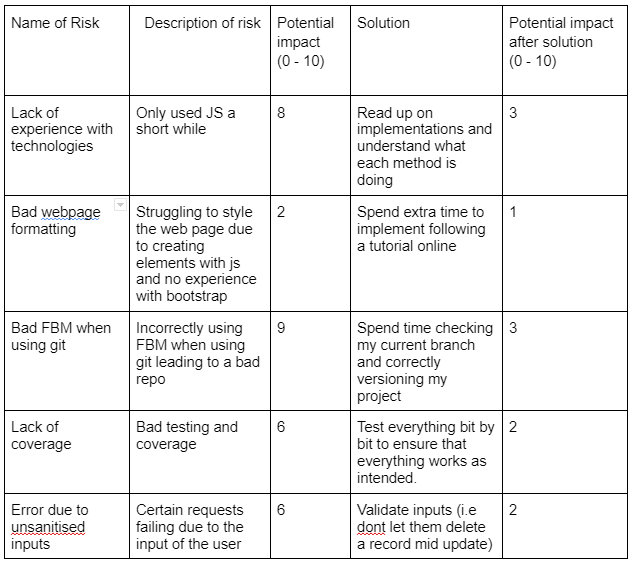 Name of Risk
Description of risk
Potential
impact
(0 - 10)
Solution
Potential impact
after solution
(0 - 10)
Lack of
experience with
technologies
Only used JS a
short while
8
Read up on
implementations and
understand what
each method is
doing
3
Bad webpage
formatting
Struggling to style
the web page due
to creating
elements with js
and no experience
with bootstrap
2
Spend extra time to
implement following
a tutorial online
1
Bad FBM when
using git
Incorrectly using
FBM when using
git leading to a bad
repo
9
Spend time checking
my current branch
and correctly
versioning my
project
3
Lack of
coverage
Bad testing and
coverage
6
Test everything bit by
bit to ensure that
everything works as
intended.
2
Error due to
unsanitised
inputs
Certain requests
failing due to the
input of the user
6
Validate inputs (i.e
dont let them delete
a record mid update)
2